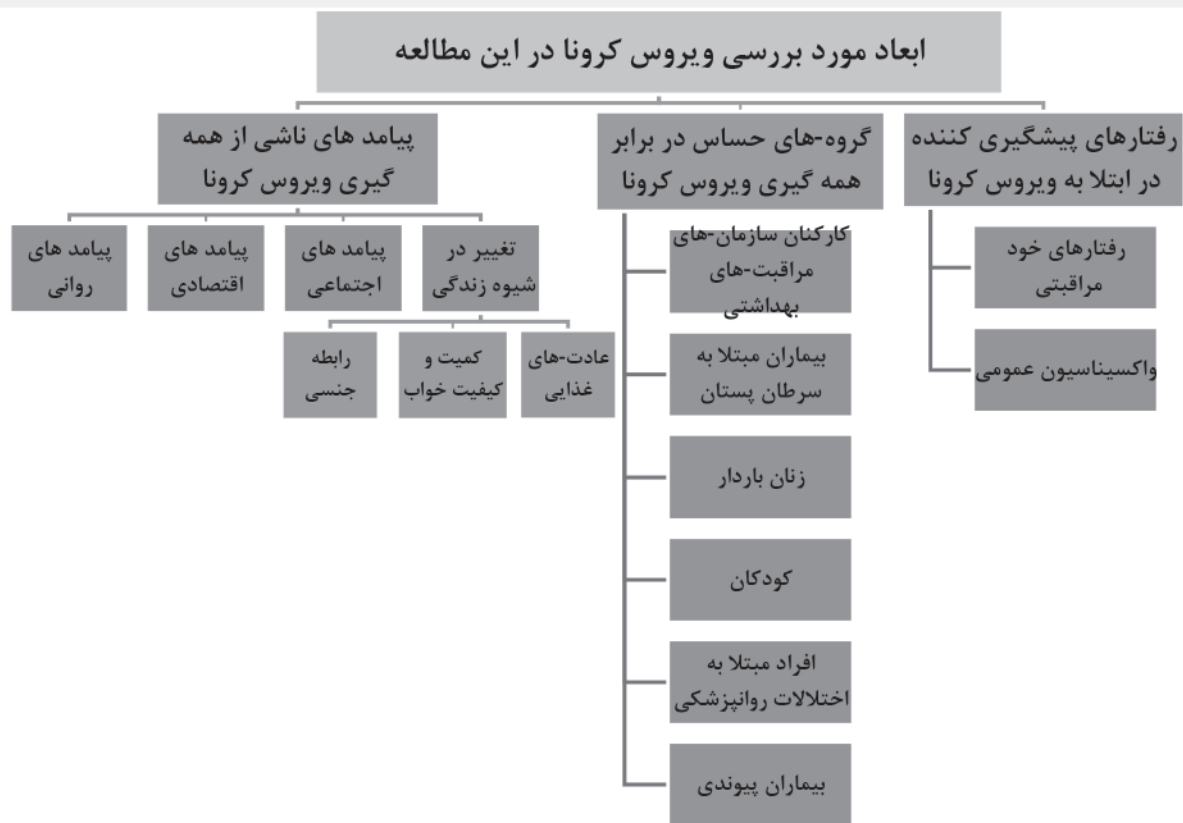 ابعاد مورد بررسی ویروس کرونا در این مطالعه
رفتارهای پیشگیری کننده
در ابتلا به ویروس کرونا
رفتارهای خود
مراقبتی
واکسیناسیون عمومی
گروه-های حساس در برابر
همه گیری ویروس کرونا
کارکنان سازمان-های
مراقبت-های
بهداشتی
بیماران مبتلا به
سرطان پستان
زنان باردار
کودکان
افراد مبتلا به
اختلالات روانپزشکی
بیماران پیوندی
پیامد های ناشی از همه
گیری ویروس کرونا
تغییر در
شیوه زندگی
عادت-های
غذایی
کمیت و
کیفیت خواب
رابطه
جنسی
پیامد های
اجتماعی
پیامد های
اقتصادی
پیامد های
روانی